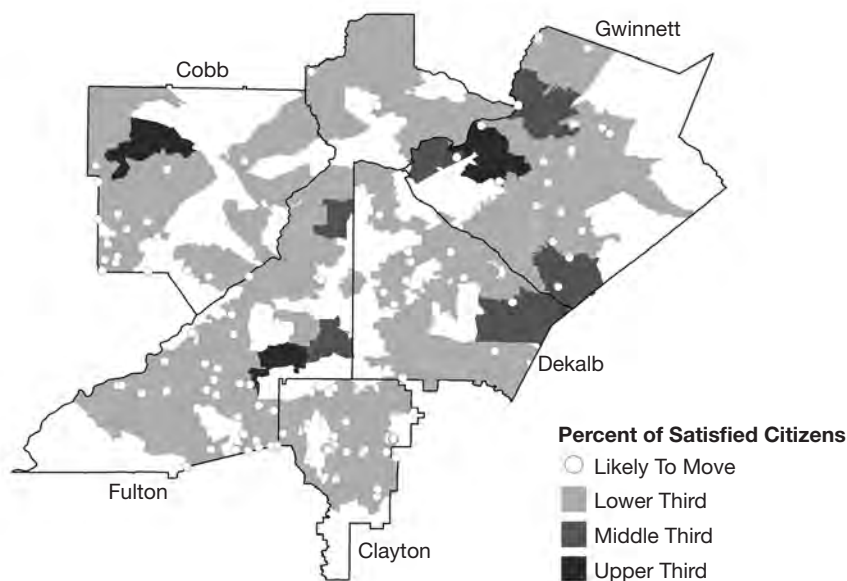 Gwinnett
Cobb
Dekalb
Fulton
Clayton
Percent of Satisfied Citizens
Likely To Move
Lower Third
Middle Third
Upper Third